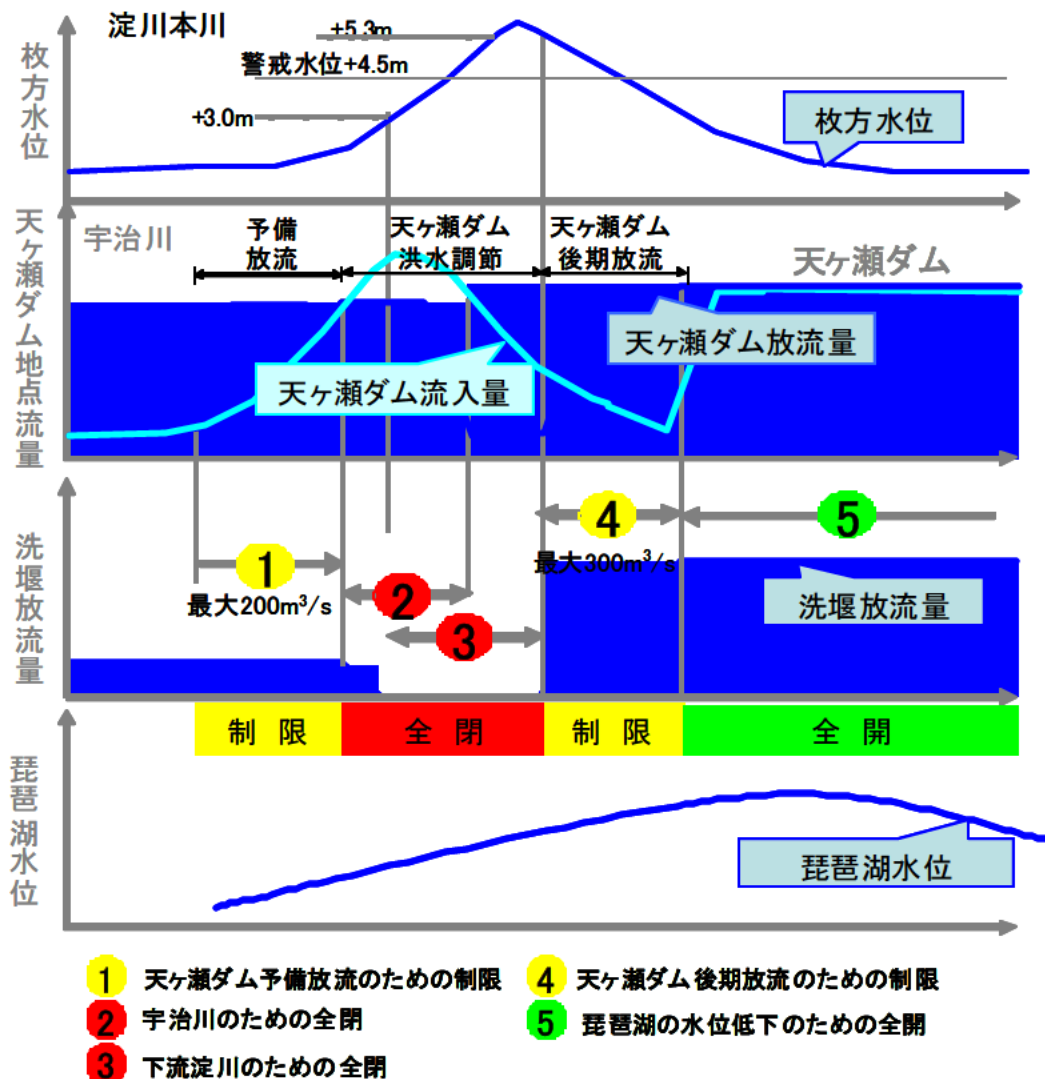 淀川本川
枚方水位
+5.3m
警戒水位+4.5m
+3.0m
枚方水位
天ヶ瀬ダム地点流量
宇治川
予備
放流
天ヶ瀬ダム
洪水調節
天ヶ瀬ダム
後期放流
天ヶ瀬ダム
天ヶ瀬ダム放流量
天ヶ瀬ダム流入量
洗堰放流量
1
最大200m³/s
2
3
4
最大300m³/s
5
洗堰放流量
制限
全閉
制限
全開
琵琶湖水位
琵琶湖水位
1 天ヶ瀬ダム予備放流のための制限
2 宇治川のための全閉
3 下流淀川のための全閉
4 天ヶ瀬ダム後期放流のための制限
5 琵琶湖の水位低下のための全開